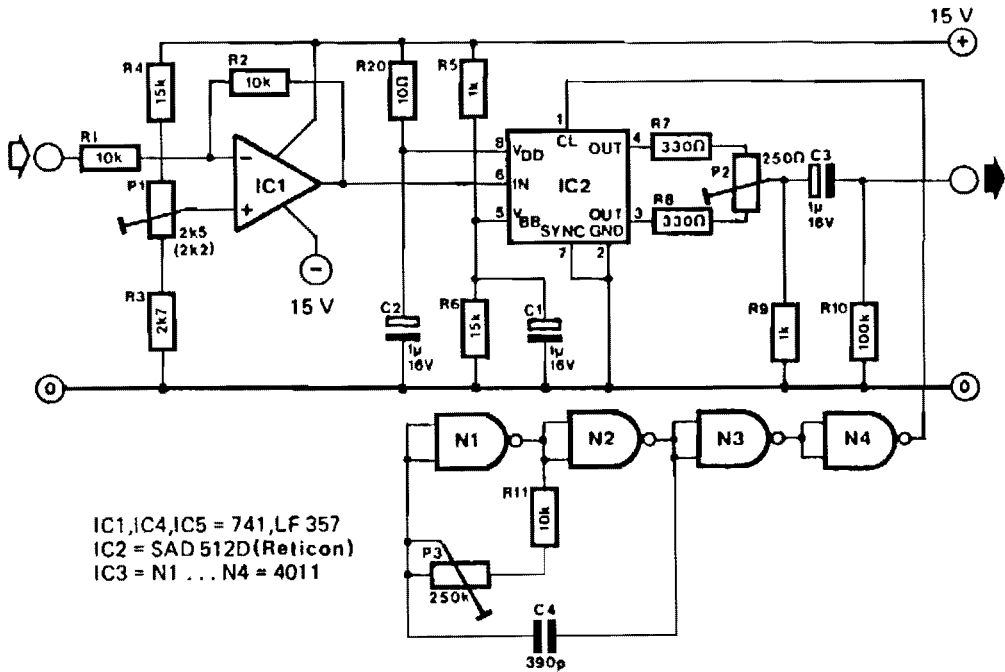 15 V
+
R4
15k
R2
10k
R20
10Ω
R5
1k
R1
10k
IC1
−
+
P1
2k5
(2k2)
−
15 V
R3
2k7
C2
1µ
16V
R6
15k
C1
1µ
16V
1
CL
8
VDD
OUT
4
6
IN
IC2
5
VBB
OUT
3
SYNC
GND
7
2
R7
330Ω
R8
330Ω
250Ω
P2
C3
1µ
16V
R9
1k
R10
100k
0
0
N1
N2
N3
N4
R11
10k
P3
250k
C4
390p
IC1,IC4,IC5 = 741,LF 357
IC2 = SAD 512D(Reticon)
IC3 = N1 ... N4 = 4011